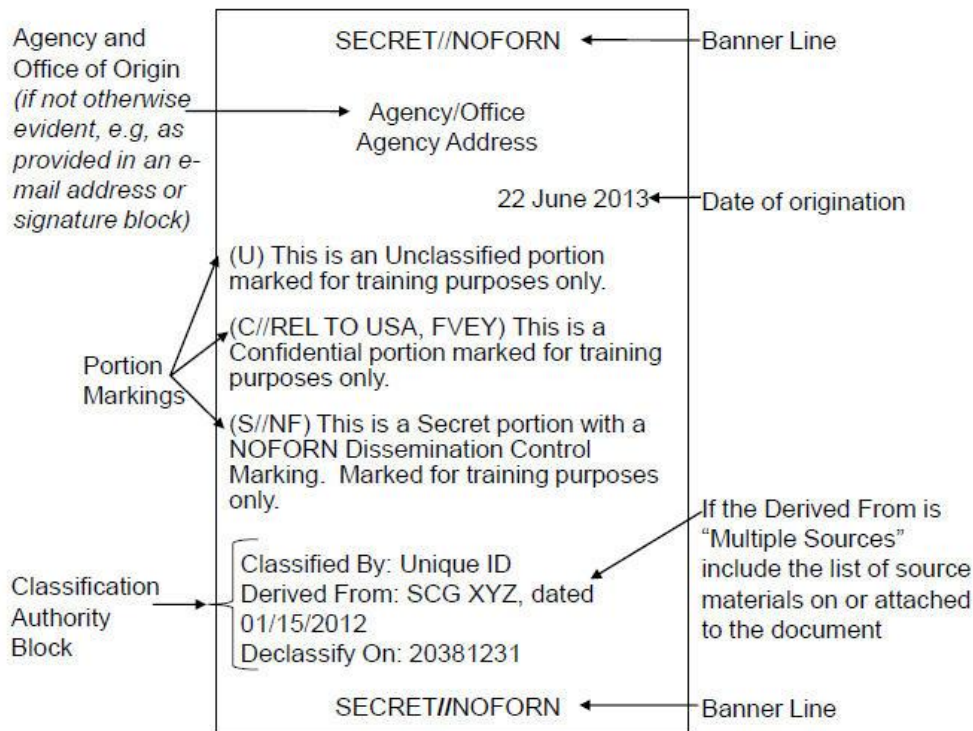 Agency and
Office of Origin
(if not otherwise
evident, e.g, as
provided in an e-
mail address or
signature block)
SECRET//NOFORN
Banner Line
Agency/Office
Agency Address
22 June 2013
Date of origination
Portion
Markings
(U) This is an Unclassified portion
marked for training purposes only.
(C//REL TO USA, FVEY) This is a
Confidential portion marked for training
purposes only.
(S//NF) This is a Secret portion with a
NOFORN Dissemination Control
Marking.  Marked for training purposes
only.
Classification
Authority
Block
Classified By: Unique ID
Derived From: SCG XYZ, dated
01/15/2012
Declassify On: 20381231
If the Derived From is
“Multiple Sources”
include the list of source
materials on or attached
to the document
SECRET//NOFORN
Banner Line